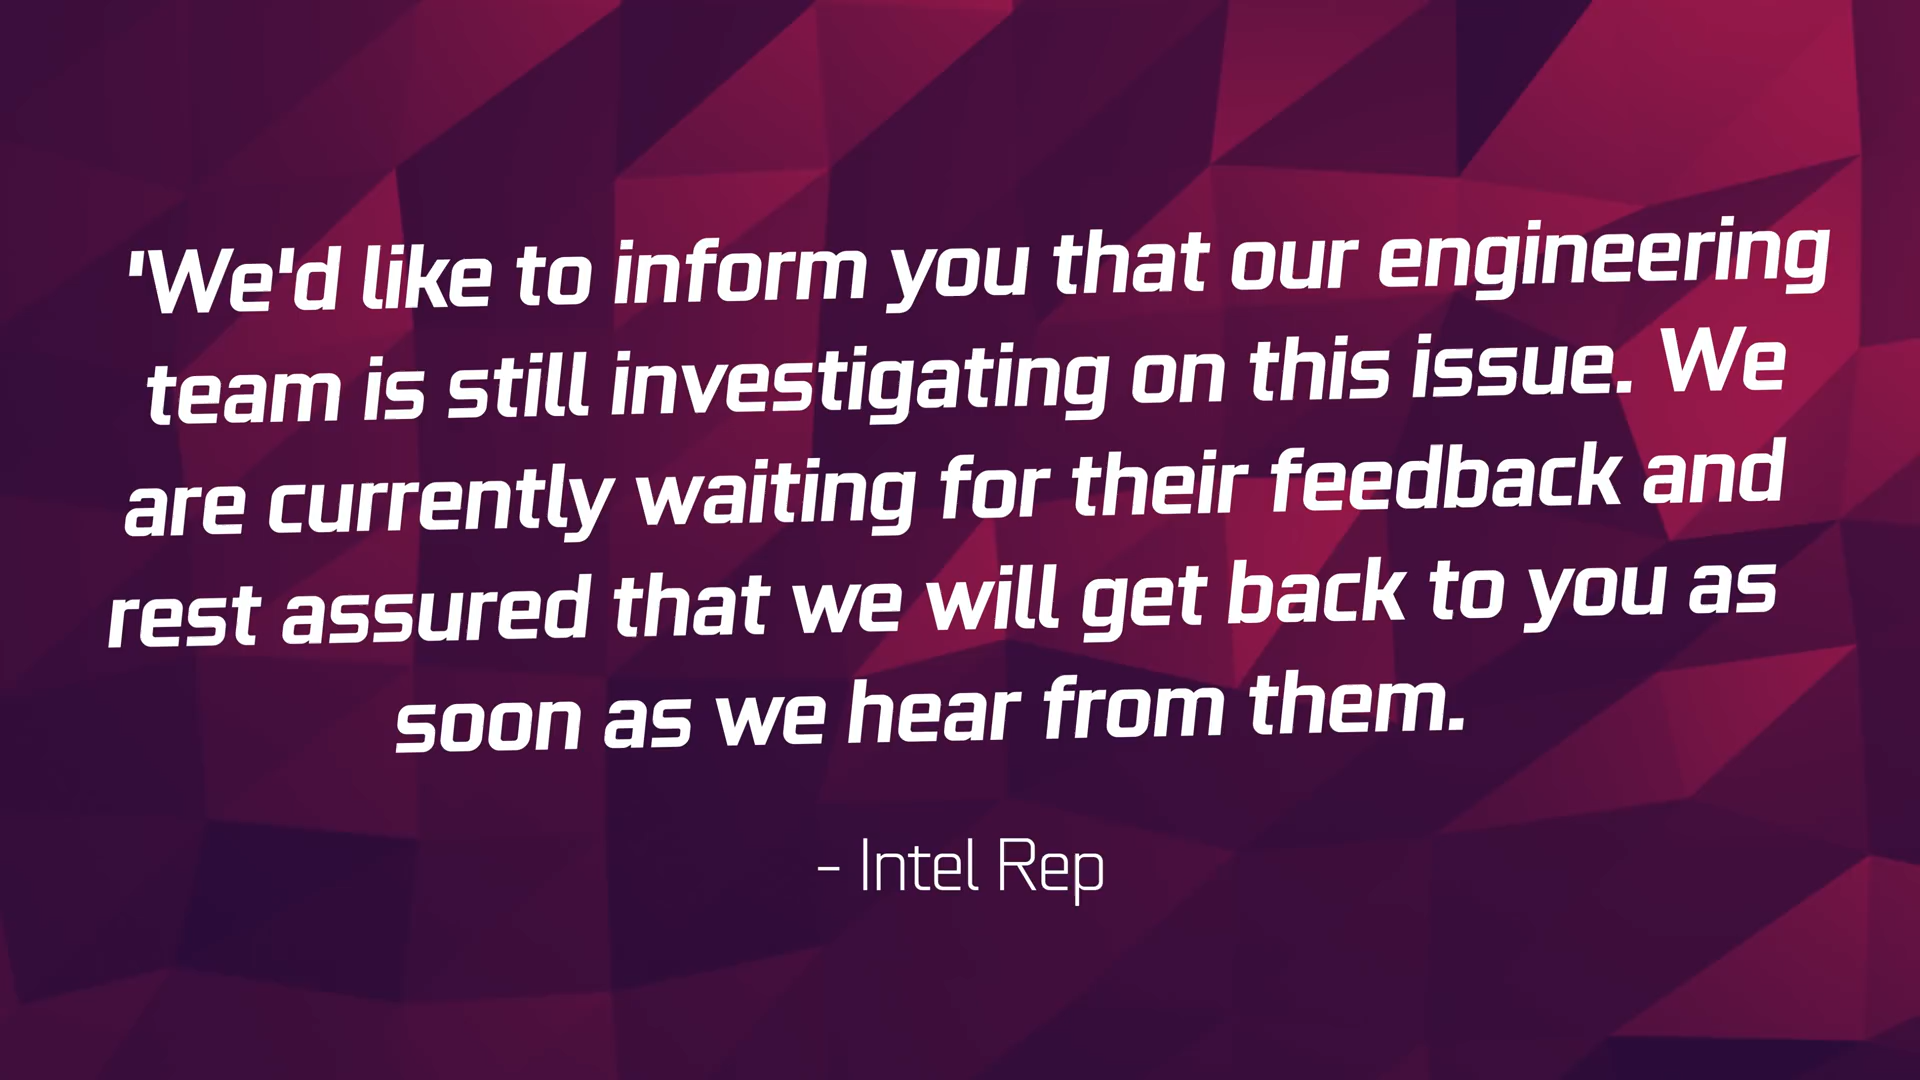 'We'd like to inform you that our engineering
team is still investigating on this issue. We
are currently waiting for their feedback and
rest assured that we will get back to you as
soon as we hear from them.
- Intel Rep